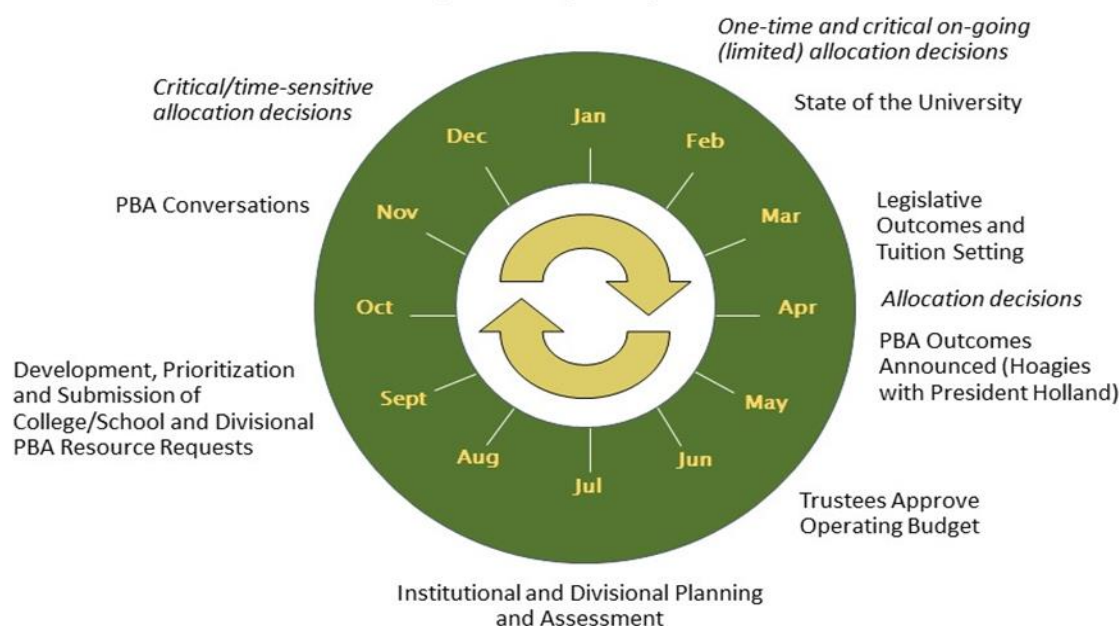 One-time and critical on-going
(limited) allocation decisions
Critical/time-sensitive
allocation decisions
State of the University
Jan
Feb
Mar
Apr
May
Jun
Jul
Aug
Sept
Oct
Nov
Dec
PBA Conversations
Legislative
Outcomes and
Tuition Setting
Allocation decisions
PBA Outcomes
Announced (Hoagies
with President Holland)
Development, Prioritization
and Submission of
College/School and Divisional
PBA Resource Requests
Trustees Approve
Operating Budget
Institutional and Divisional Planning
and Assessment